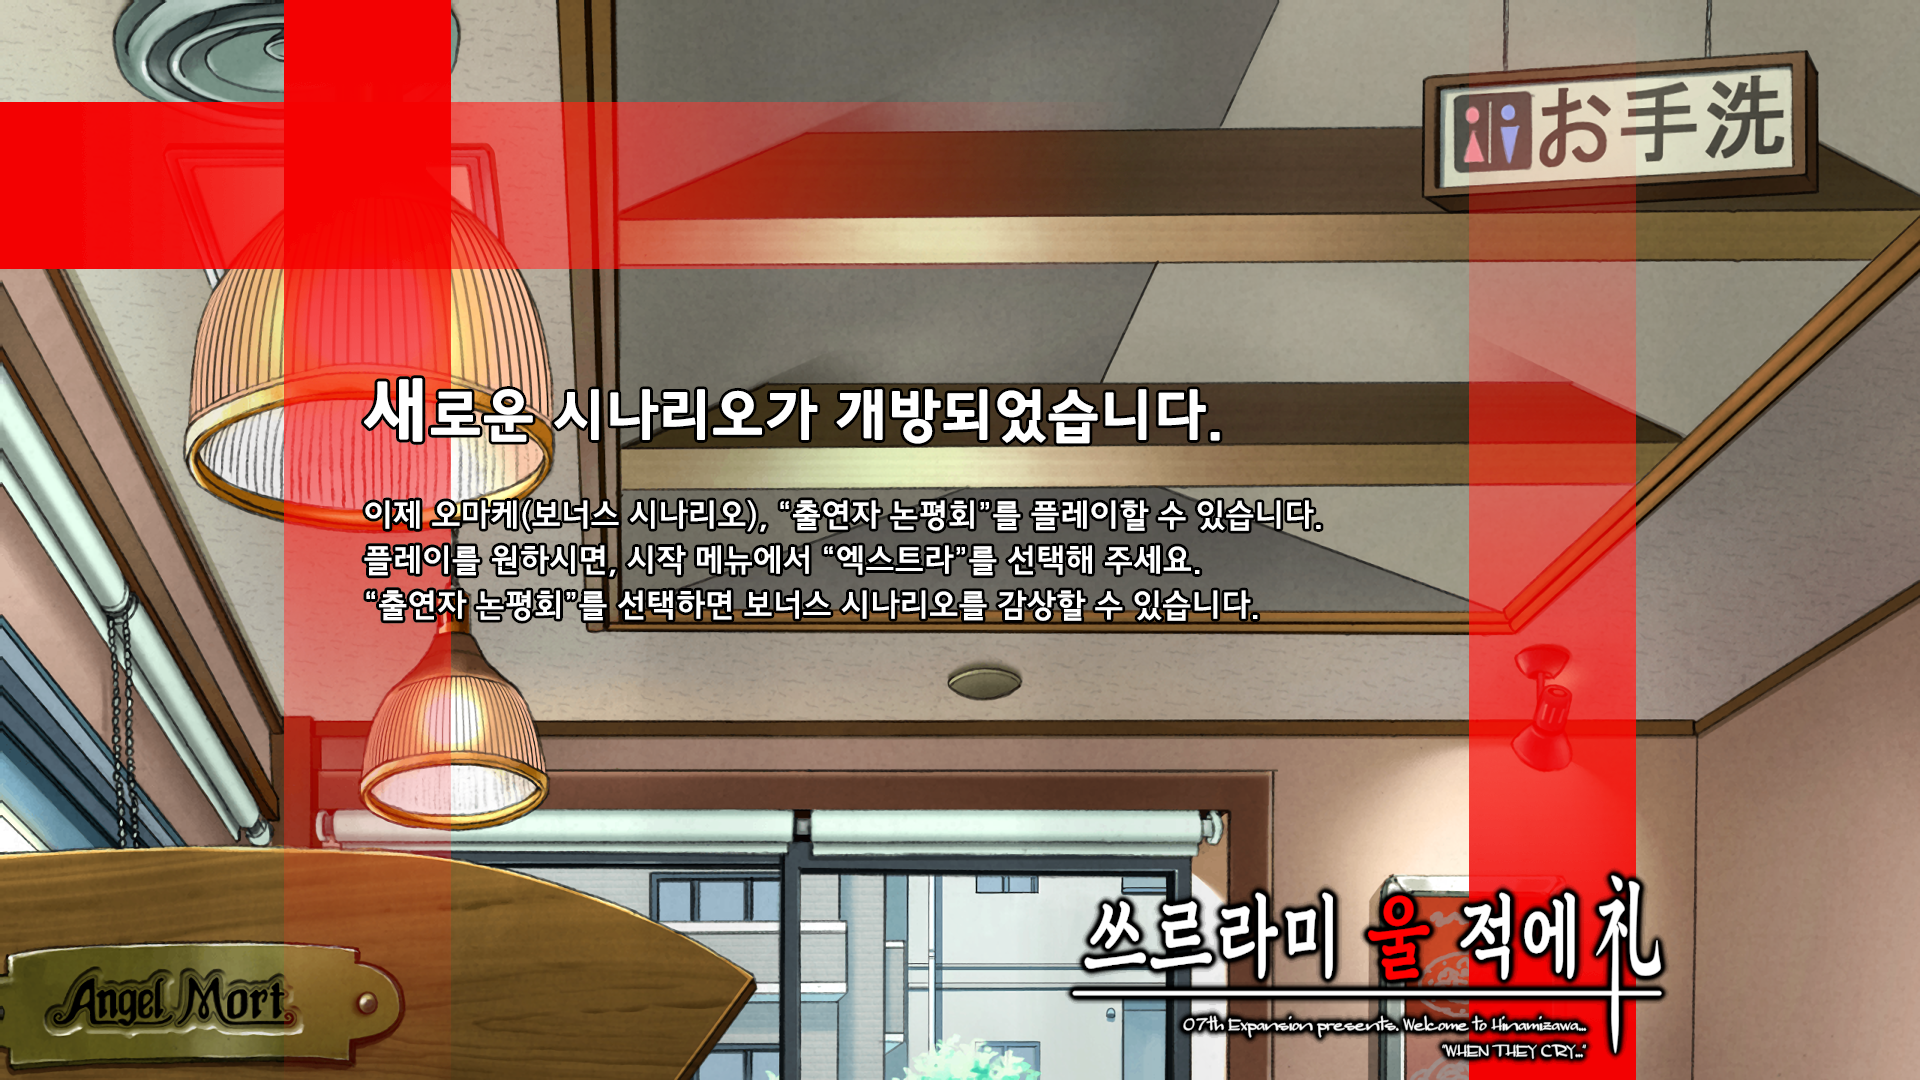 お手洗
새로운 시나리오가 개방되었습니다.
이제 오마케(보너스 시나리오), “출연자 논평회”를 플레이할 수 있습니다.
플레이를 원하시면, 시작 메뉴에서 “엑스트라”를 선택해 주세요.
“출연자 논평회”를 선택하면 보너스 시나리오를 감상할 수 있습니다.
쓰르라미 울 적에 礼
07th Expansion presents. Welcome to Hinamizawa...
"WHEN THEY CRY..."
Angel Mort